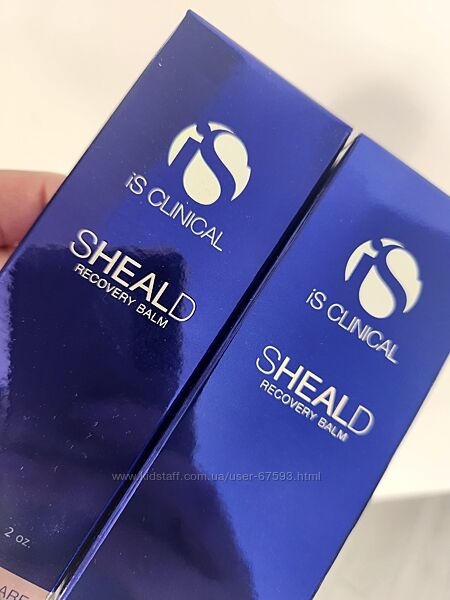 iS
iS CLINICAL
SHEALD
RECOVERY BALM
2 oz.
iS
iS CLINICAL
SHEALD
RECOVERY BALM
www.kidstaff.com.ua/user-67593.html